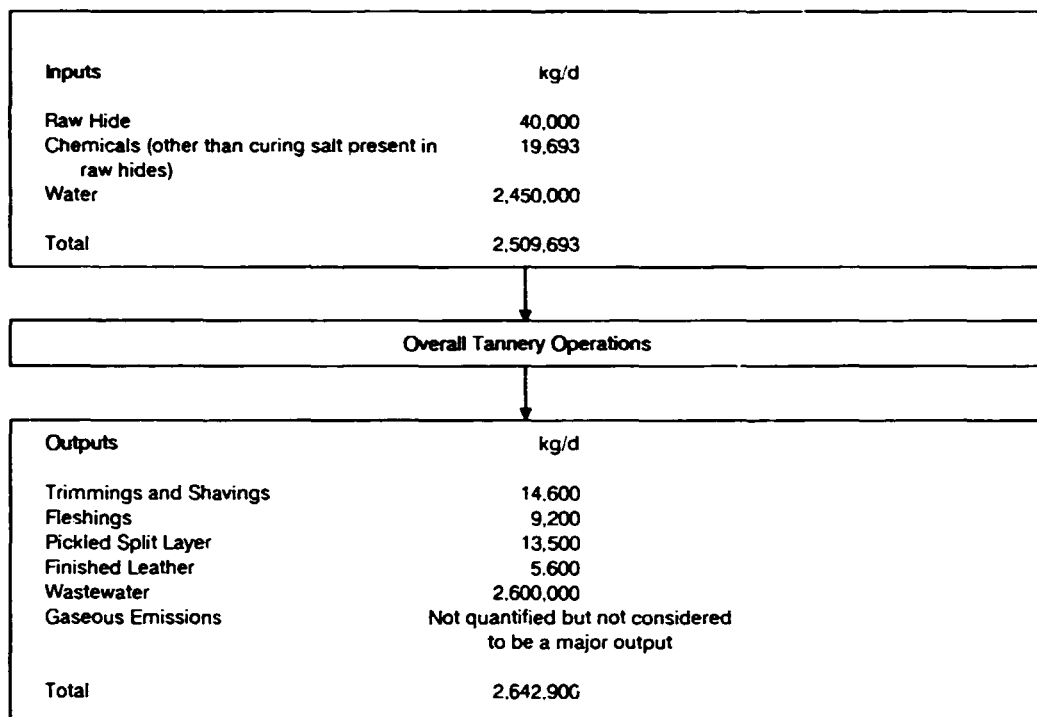 Inputs kg/d
Raw Hide 40,000
Chemicals (other than curing salt present in 19,693
raw hides)
Water 2,450,000
Total 2,509,693
Overall Tannery Operations
Outputs kg/d
Trimmings and Shavings 14,600
Fleshings 9,200
Pickled Split Layer 13,500
Finished Leather 5,600
Wastewater 2,600,000
Gaseous Emissions Not quantified but not considered
to be a major output
Total 2,642,900